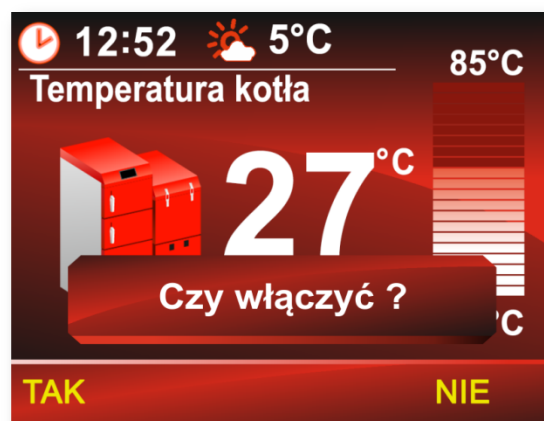 12:52 5°C
85°C
Temperatura kotła
27°C
Czy włączyć ?
°C
TAK NIE